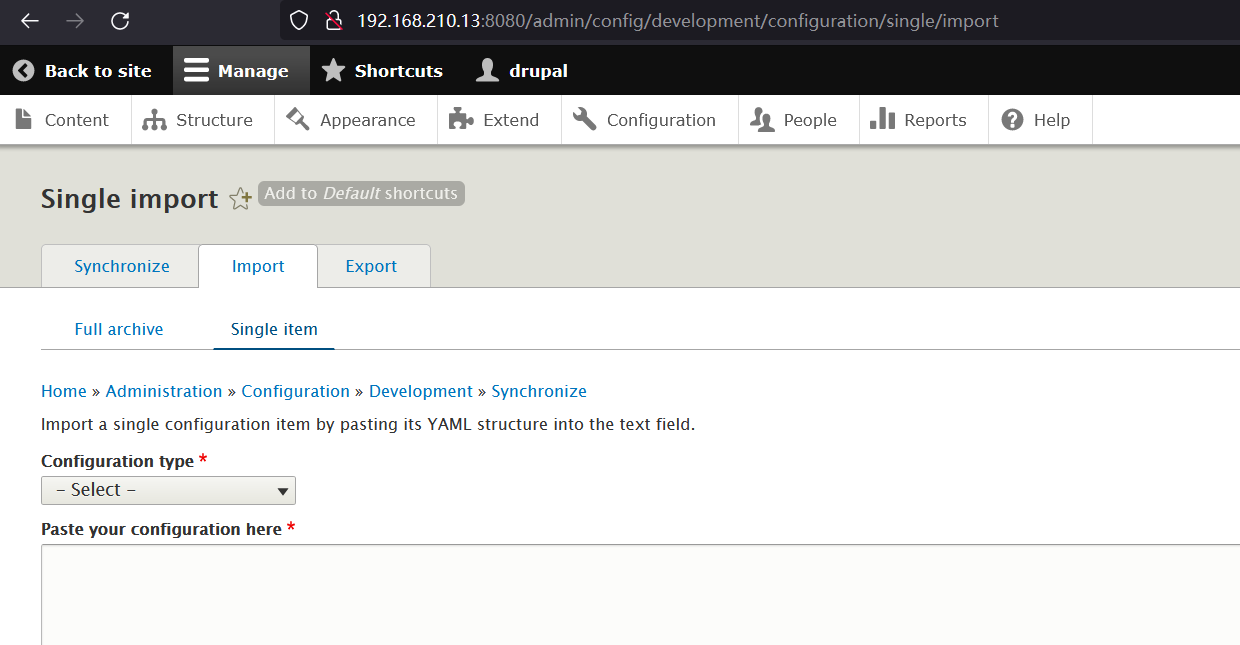 192.168.210.13:8080/admin/config/development/configuration/single/import
Back to site Manage Shortcuts drupal
Content Structure Appearance Extend Configuration People Reports Help
Single import Add to Default shortcuts
Synchronize Import Export
Full archive Single item
Home » Administration » Configuration » Development » Synchronize
Import a single configuration item by pasting its YAML structure into the text field.
Configuration type *
- Select -
Paste your configuration here *